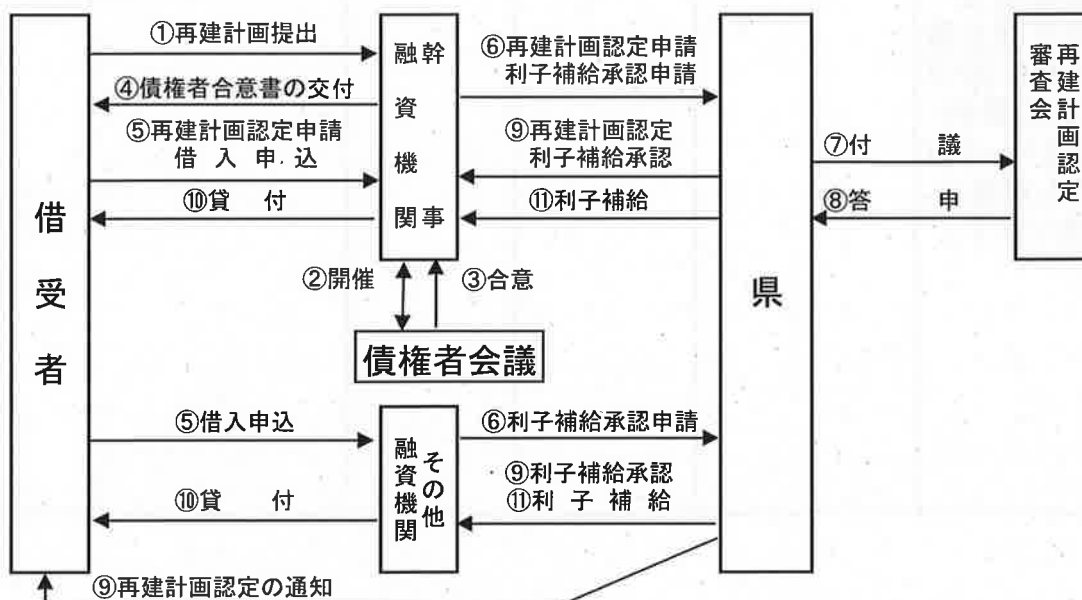 借受者
①再建計画提出
④債権者合意書の交付
⑤再建計画認定申請
借入申込
⑩貸 付
幹事
融資機関
⑥再建計画認定申請
利子補給承認申請
⑨再建計画認定
利子補給承認
⑪利子補給
県
⑦付 議
⑧答 申
再建計画認定
審査会
②開催
③合意
債権者会議
⑤借入申込
⑩貸 付
その他
融資機関
⑥利子補給承認申請
⑨利子補給承認
⑪利子補給
⑨再建計画認定の通知